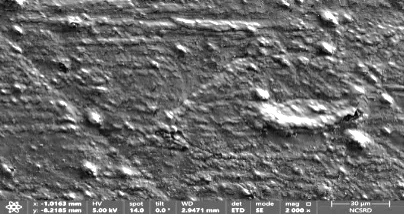 x: -1.0163 mm HV spot tilt WD det mode mag □ 30 µm
y: -6.2185 mm 5.00 kV 14.0 0.0 ° 2.9471 mm ETD SE 2 000 x NCSRD